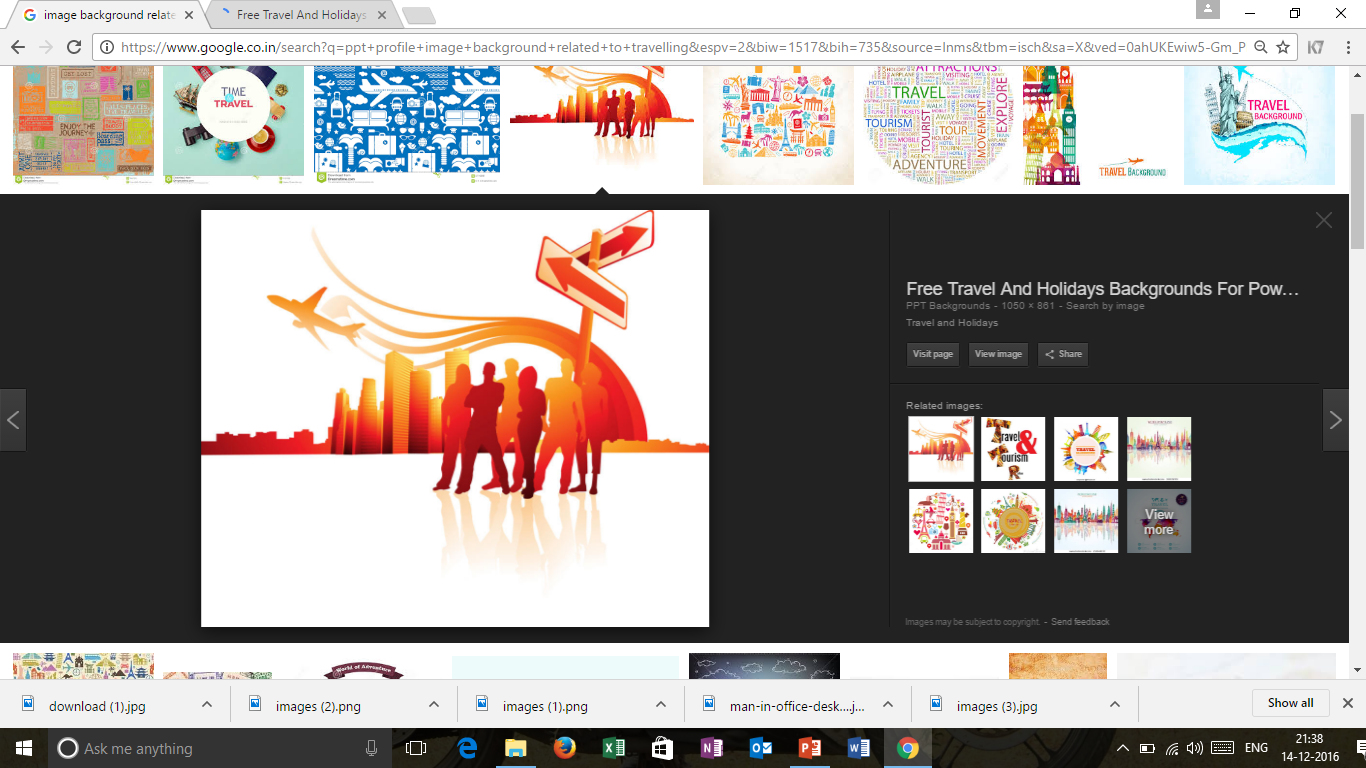 image background relate
Free Travel And Holidays
https://www.google.co.in/search?q=ppt+profile+image+background+related+to+travelling&espv=2&biw=1517&bih=735&source=lnms&tbm=isch&sa=X&ved=0ahUKEwiw5-Gm_P
K7
ENJOY THE
JOURNEY
TIME
to
TRAVEL
ATTRACTIONS
TRAVEL
TOURISM
TOURIST
TOUR
MOVEMENT
EXPLORE
ADVENTURE
WALK
TRAVEL BACKGROUND
TRAVEL
BACKGROUND
Free Travel And Holidays Backgrounds For Pow…
PPT Backgrounds - 1050 × 861 - Search by image
Travel and Holidays
Visit page
View image
Share
Related images:
Travel
&
Tourism
TRAVEL
View
more
Images may be subject to copyright. - Send feedback
World of Adventure
download (1).jpg
images (2).png
images (1).png
man-in-office-desk....j...
images (3).jpg
Show all
Ask me anything
ENG
21:38
14-12-2016